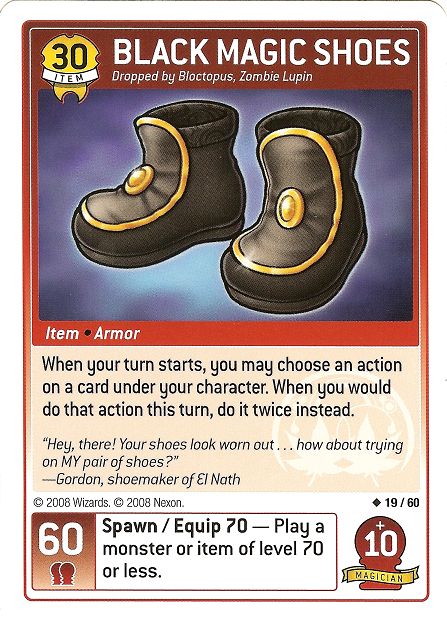 30
ITEM
BLACK MAGIC SHOES
Dropped by Bloctopus, Zombie Lupin
Item • Armor
When your turn starts, you may choose an action
on a card under your character. When you would
do that action this turn, do it twice instead.
"Hey, there! Your shoes look worn out . . . how about trying
on MY pair of shoes?"
—Gordon, shoemaker of El Nath
© 2008 Wizards. © 2008 Nexon.
◆ 19 / 60
60
Spawn / Equip 70 — Play a
monster or item of level 70
or less.
+
10
MAGICIAN